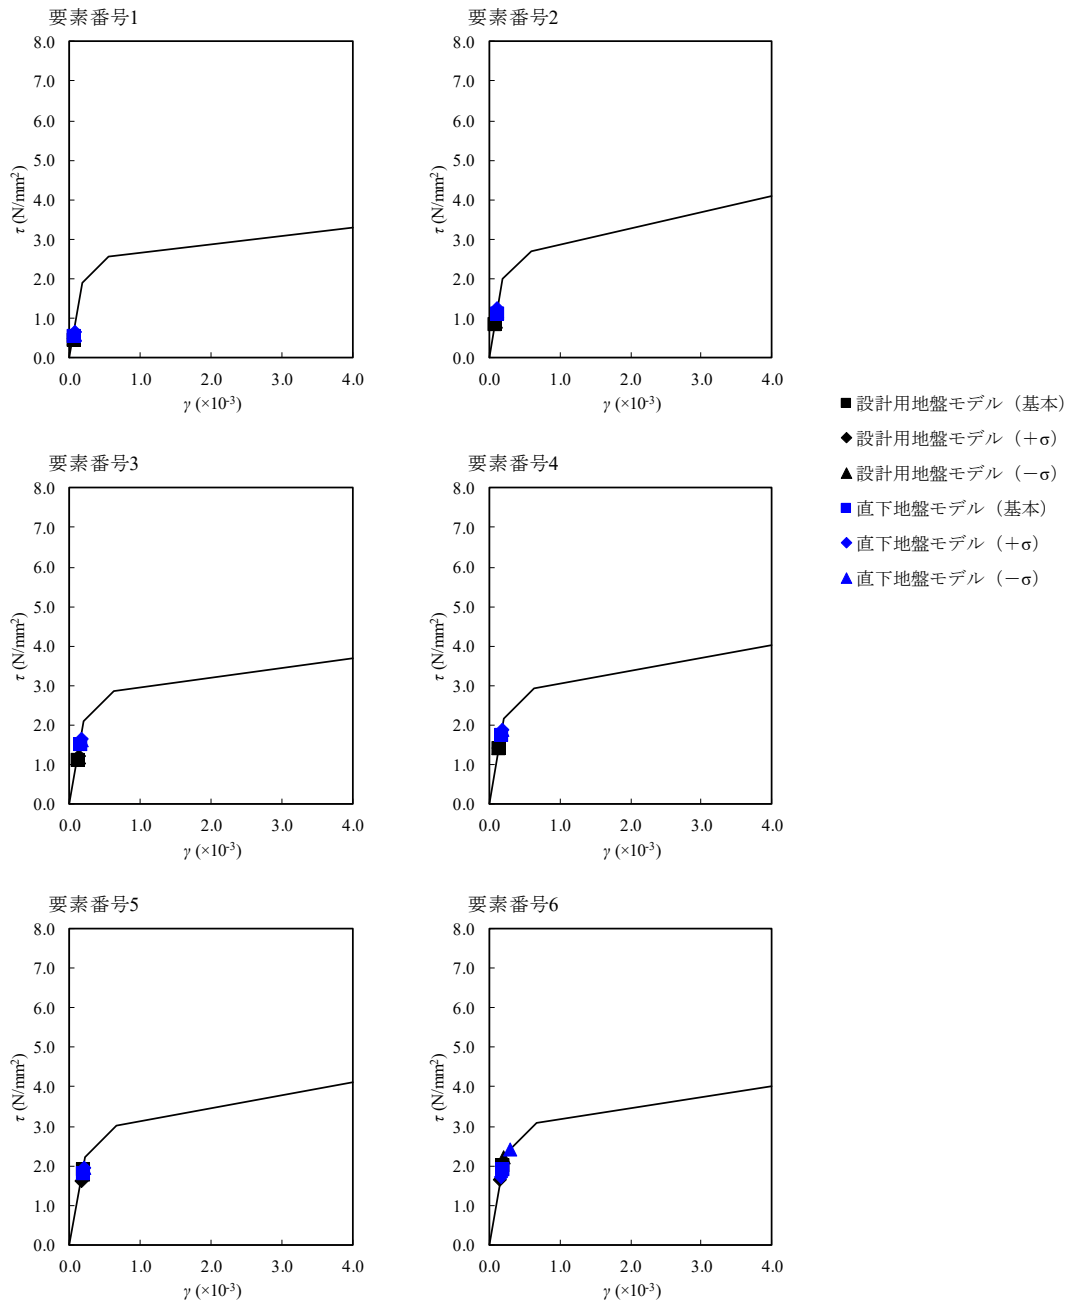 要素番号1
8.0
7.0
6.0
5.0
4.0
3.0
2.0
1.0
0.0
τ (N/mm²)
0.0 1.0 2.0 3.0 4.0
γ (×10⁻³)
要素番号2
8.0
7.0
6.0
5.0
4.0
3.0
2.0
1.0
0.0
τ (N/mm²)
0.0 1.0 2.0 3.0 4.0
γ (×10⁻³)
要素番号3
8.0
7.0
6.0
5.0
4.0
3.0
2.0
1.0
0.0
τ (N/mm²)
0.0 1.0 2.0 3.0 4.0
γ (×10⁻³)
要素番号4
8.0
7.0
6.0
5.0
4.0
3.0
2.0
1.0
0.0
τ (N/mm²)
0.0 1.0 2.0 3.0 4.0
γ (×10⁻³)
要素番号5
8.0
7.0
6.0
5.0
4.0
3.0
2.0
1.0
0.0
τ (N/mm²)
0.0 1.0 2.0 3.0 4.0
γ (×10⁻³)
要素番号6
8.0
7.0
6.0
5.0
4.0
3.0
2.0
1.0
0.0
τ (N/mm²)
0.0 1.0 2.0 3.0 4.0
γ (×10⁻³)
設計用地盤モデル（基本）
設計用地盤モデル（＋σ）
設計用地盤モデル（－σ）
直下地盤モデル（基本）
直下地盤モデル（＋σ）
直下地盤モデル（－σ）